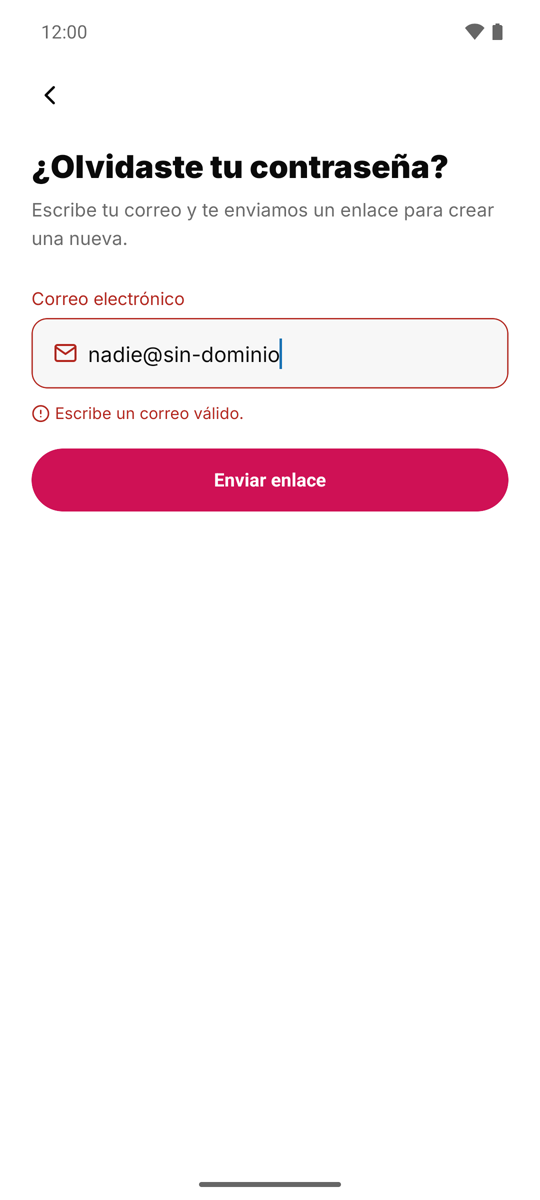 12:00
¿Olvidaste tu contraseña?
Escribe tu correo y te enviamos un enlace para crear
una nueva.
Correo electrónico
nadie@sin-dominio
Escribe un correo válido.
Enviar enlace